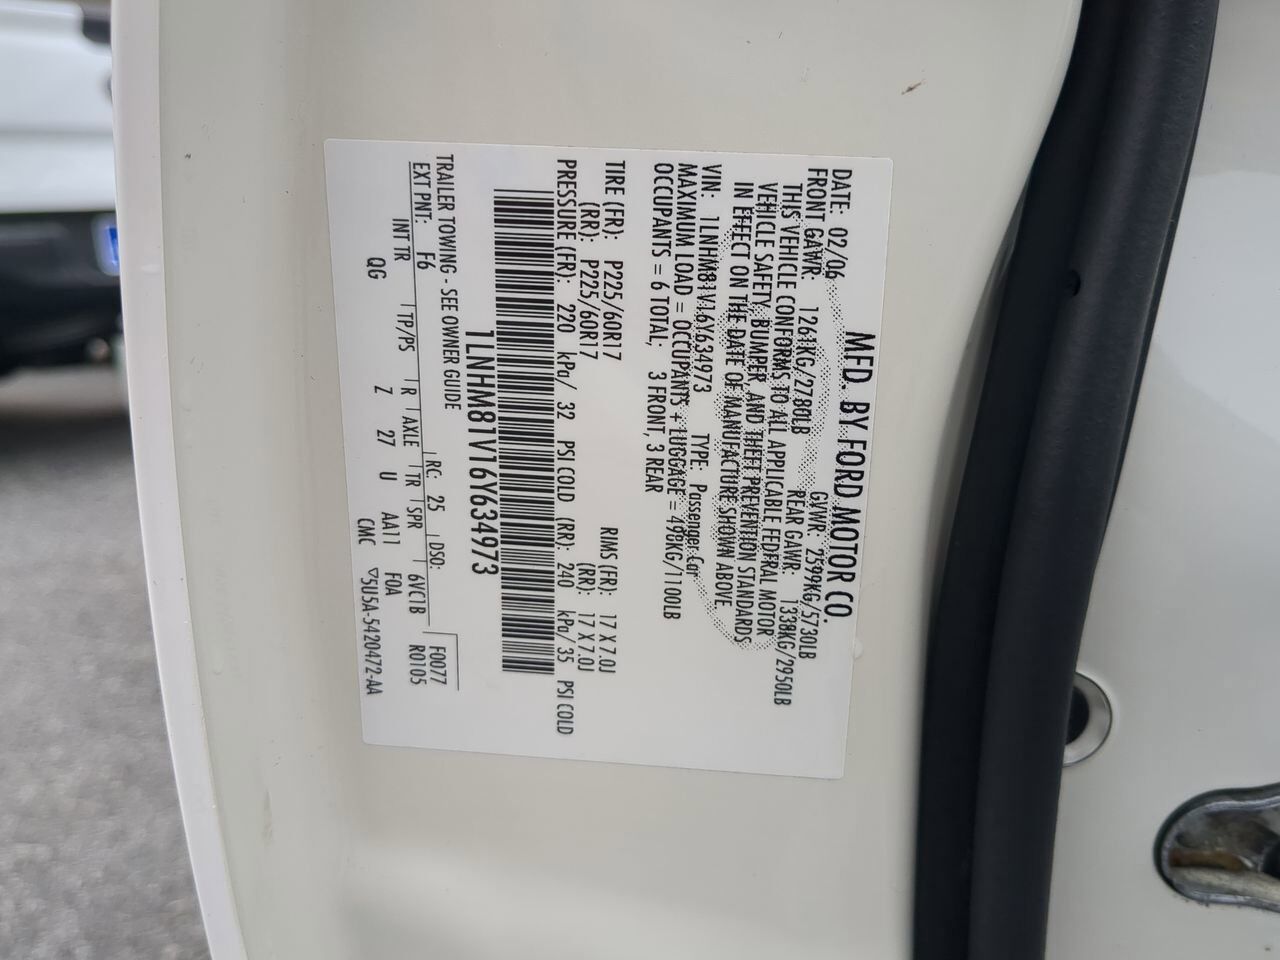 MFD. BY FORD MOTOR CO.
DATE: 02/06 GVWR: 2599KG/5730LB
FRONT GAWR: 1261KG/2780LB REAR GAWR: 1338KG/2950LB
THIS VEHICLE CONFORMS TO ALL APPLICABLE FEDERAL MOTOR
VEHICLE SAFETY, BUMPER, AND THEFT PREVENTION STANDARDS
IN EFFECT ON THE DATE OF MANUFACTURE SHOWN ABOVE
VIN: 1LNHM81V16Y634973 TYPE: Passenger Car
MAXIMUM LOAD = OCCUPANTS + LUGGAGE = 498KG/1100LB
OCCUPANTS = 6 TOTAL; 3 FRONT, 3 REAR
TIRE (FR): P225/60R17 RIMS (FR): 17 X 7.0J
(RR): P225/60R17 (RR): 17 X 7.0J
PRESSURE (FR): 220 kPa/ 32 PSI COLD (RR): 240 kPa/ 35 PSI COLD
1LNHM81V16Y634973
TRAILER TOWING - SEE OWNER GUIDE
F0077
EXT PNT: F6 RC: 25 DSO: R0105
INT TR TP/PS R AXLE TR SPR 6VC1B
QG Z 27 U AA11 F0A
CMC ▽5U5A-5420472-AA